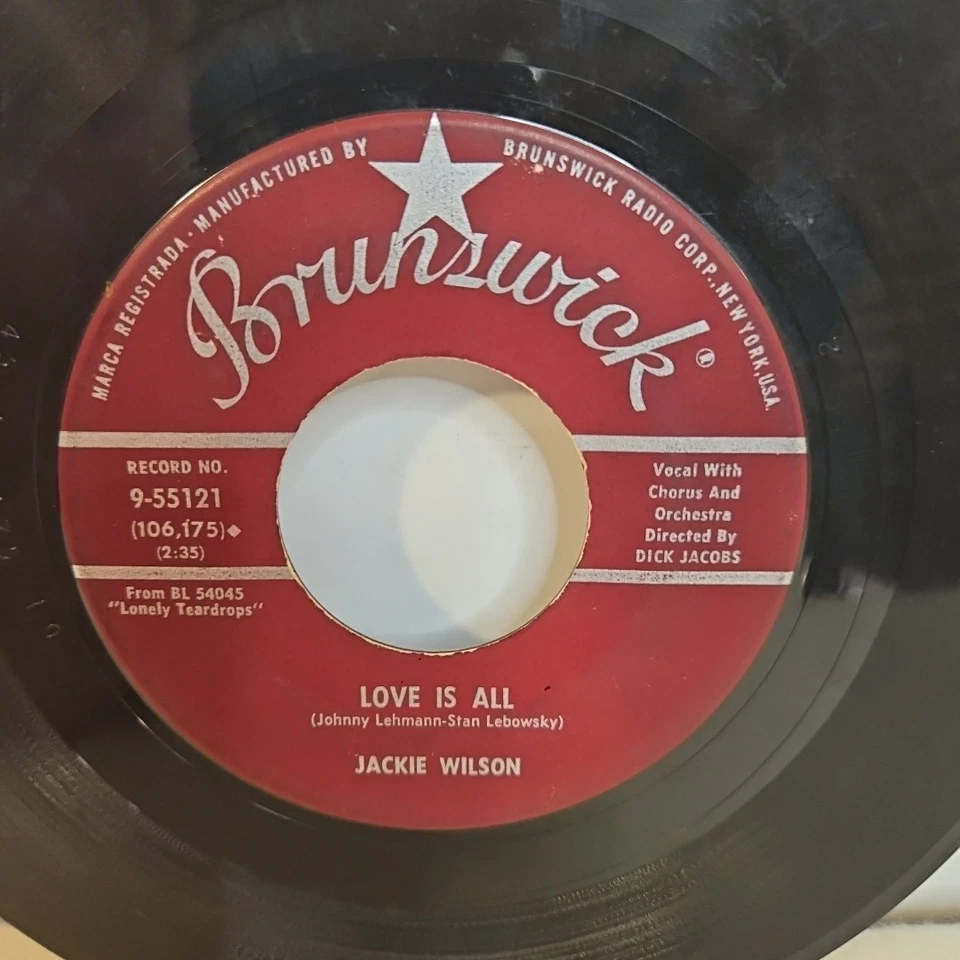 MARCA REGISTRADA · MANUFACTURED BY BRUNSWICK RADIO CORP., NEW YORK, U.S.A.
Brunswick ®
RECORD NO.
9-55121
(106,175)◆
(2:35)
From BL 54045
"Lonely Teardrops"
Vocal With
Chorus And
Orchestra
Directed By
DICK JACOBS
LOVE IS ALL
(Johnny Lehmann-Stan Lebowsky)
JACKIE WILSON